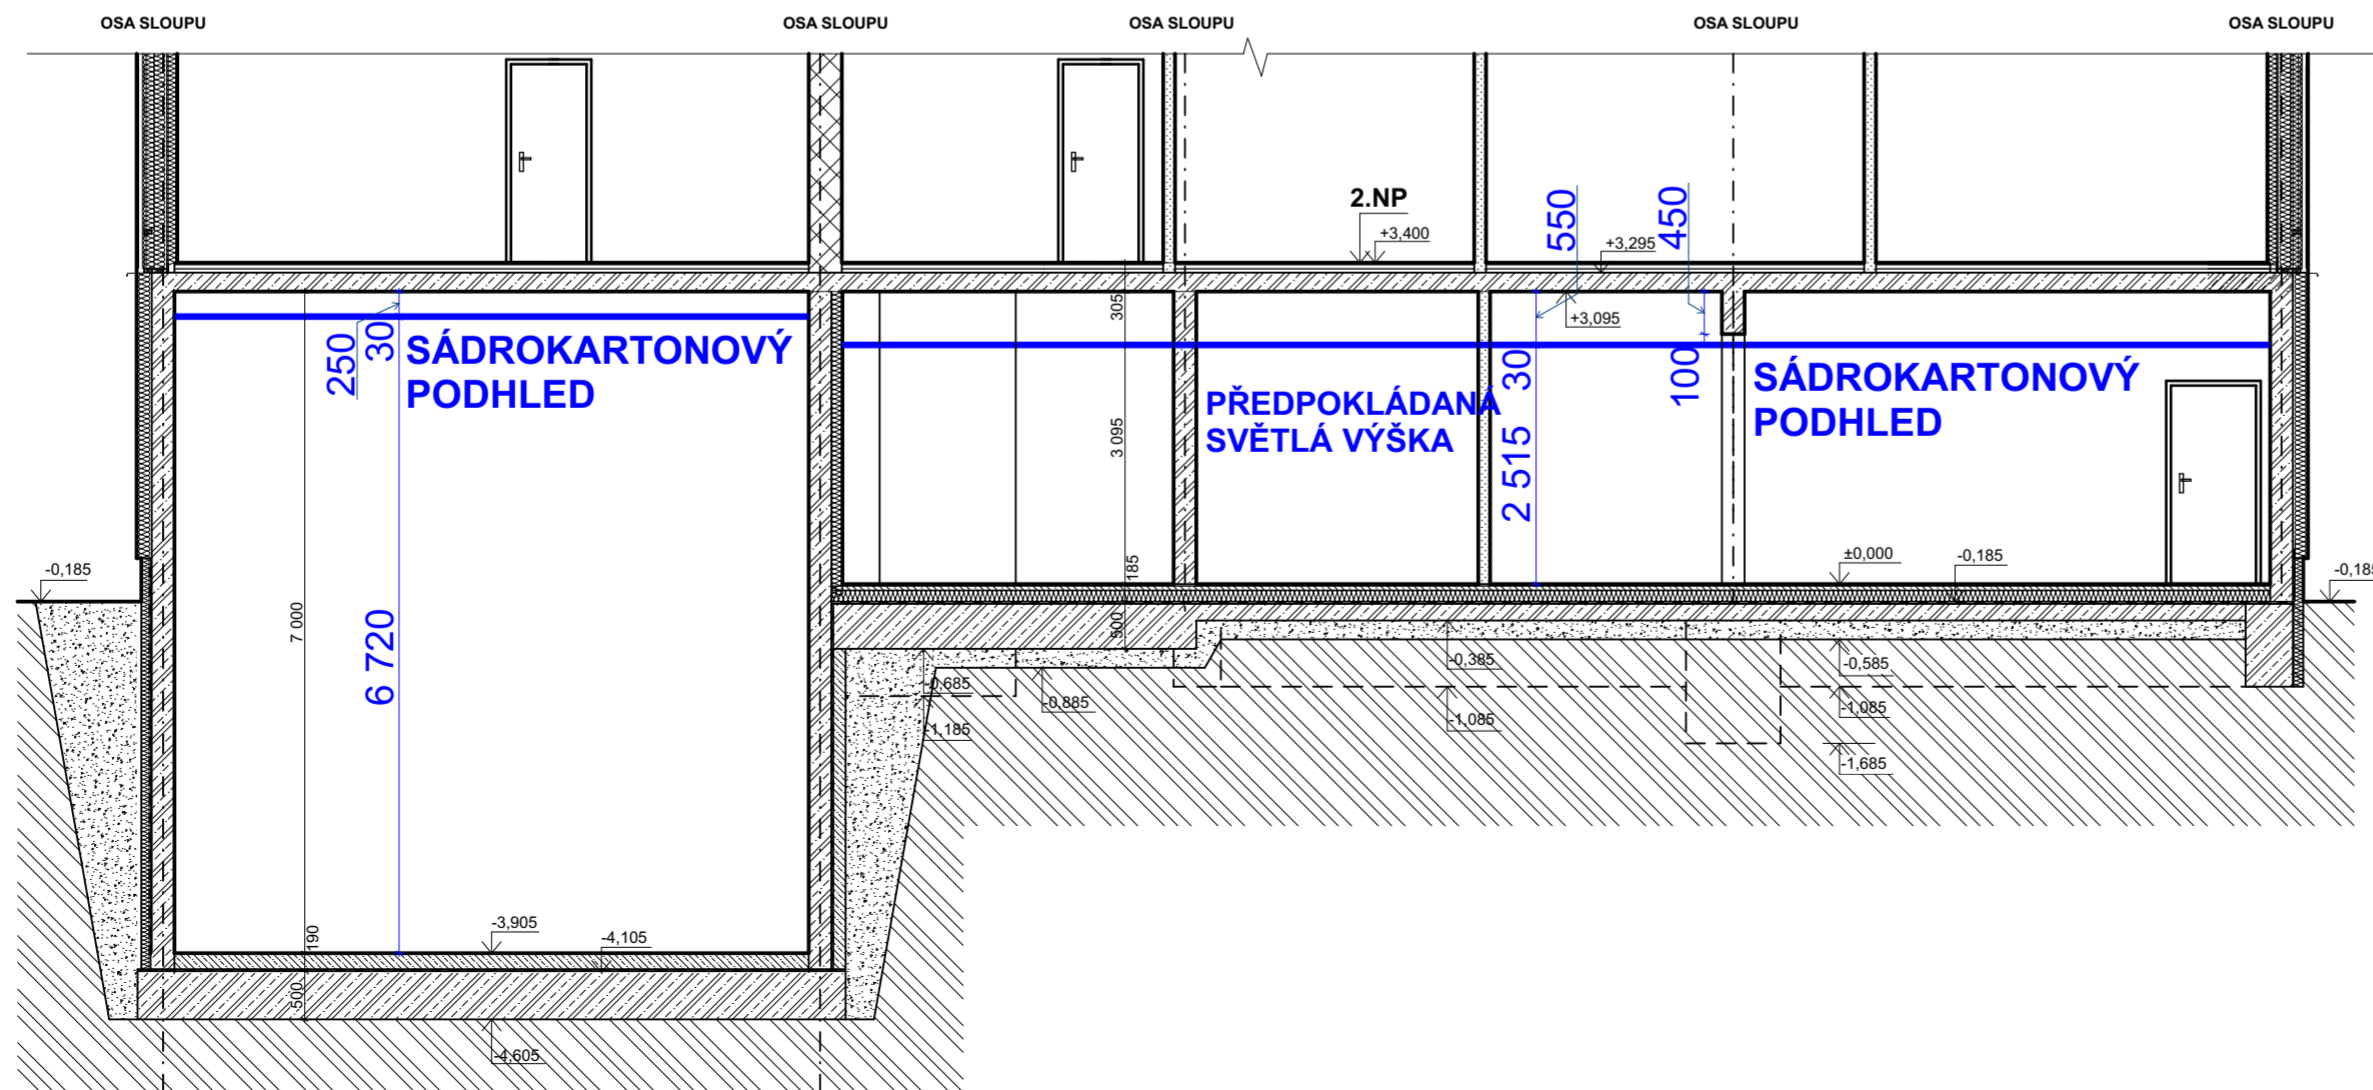 OSA SLOUPU
OSA SLOUPU
OSA SLOUPU
OSA SLOUPU
OSA SLOUPU
2.NP
+3,400
550
+3,295
450
305
+3,095
250
30
SÁDROKARTONOVÝ
PODHLED
30
100
SÁDROKARTONOVÝ
PODHLED
PŘEDPOKLÁDANÁ
SVĚTLÁ VÝŠKA
3 095
2 515
-0,185
185
±0,000
-0,185
-0,185
7 000
6 720
500
-0,385
-0,585
-0,685
-0,885
-1,185
-1,085
-1,085
-1,685
190
-3,905
-4,105
500
-4,605